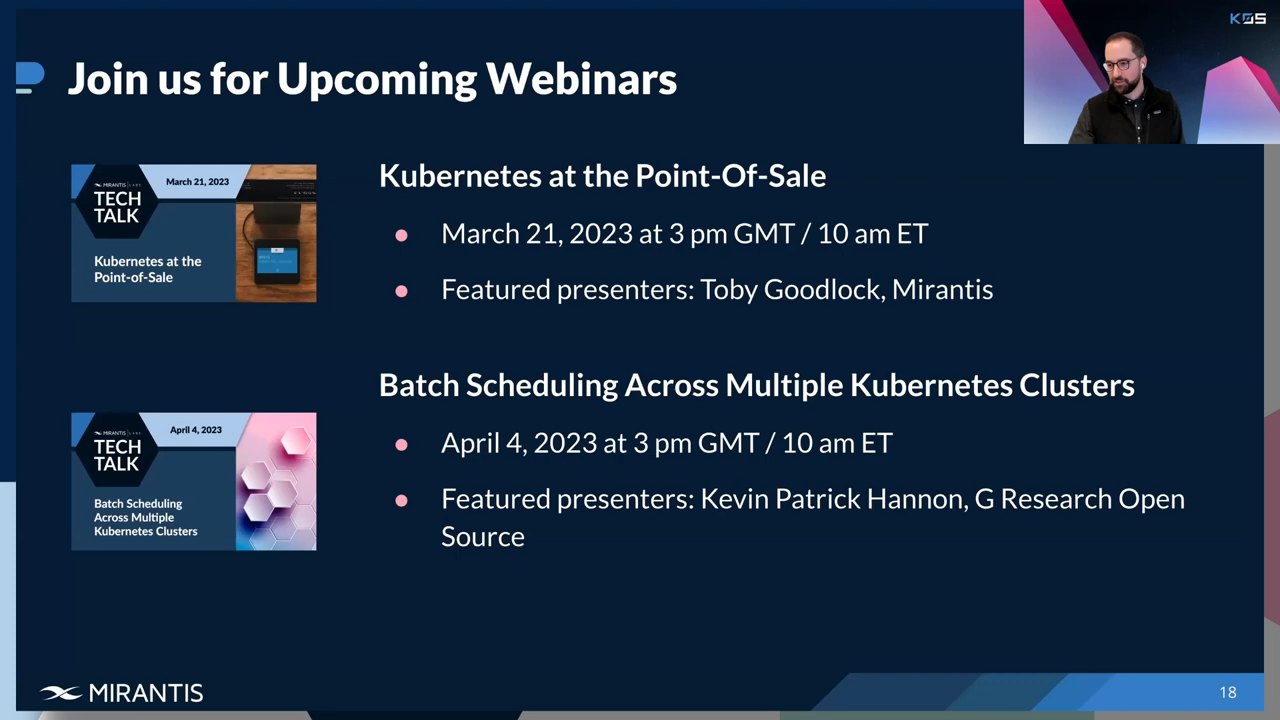 K0S
Join us for Upcoming Webinars
MIRANTIS LABS
March 21, 2023
TECH
TALK
Kubernetes at the
Point-of-Sale
Kubernetes at the Point-Of-Sale
March 21, 2023 at 3 pm GMT / 10 am ET
Featured presenters: Toby Goodlock, Mirantis
MIRANTIS LABS
April 4, 2023
TECH
TALK
Batch Scheduling
Across Multiple
Kubernetes Clusters
Batch Scheduling Across Multiple Kubernetes Clusters
April 4, 2023 at 3 pm GMT / 10 am ET
Featured presenters: Kevin Patrick Hannon, G Research Open
Source
MIRANTIS
18